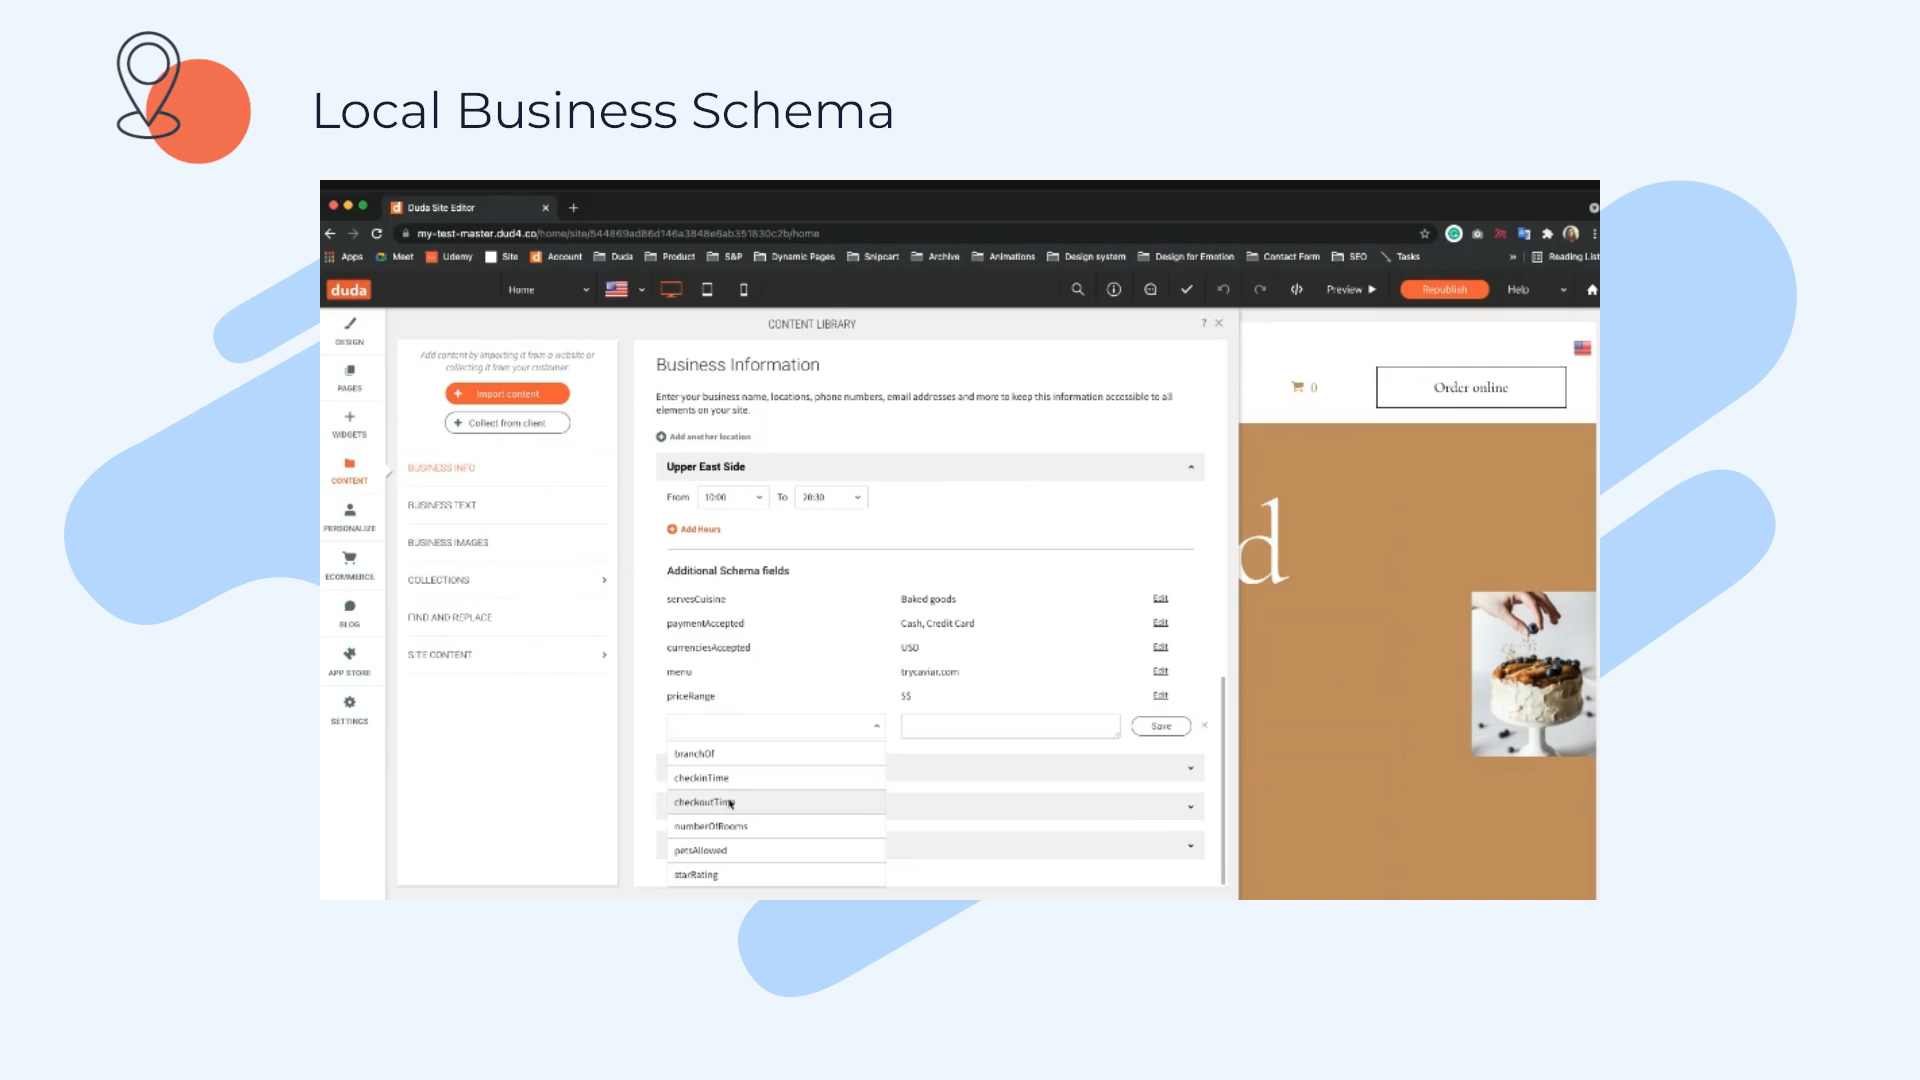 Local Business Schema
Duda Site Editor
my-test-master.dud4.co/home/site/544869ad86d146a3848e6ab351830c2b/home
Apps Meet Udemy Site Account Duda Product S&P Dynamic Pages Snipcart Archive Animations Design system Design for Emotion Contact Form SEO Tasks » Reading List
duda Home Preview Republish Help
CONTENT LIBRARY ?
DESIGN
PAGES
WIDGETS
CONTENT
PERSONALIZE
ECOMMERCE
BLOG
APP STORE
SETTINGS
Add content by importing it from a website or
collecting it from your customer.
+ Import content
+ Collect from client
BUSINESS INFO
BUSINESS TEXT
BUSINESS IMAGES
COLLECTIONS
FIND AND REPLACE
SITE CONTENT
Business Information
Enter your business name, locations, phone numbers, email addresses and more to keep this information accessible to all
elements on your site.
Add another location
Upper East Side
From 10:00 To 20:30
Add Hours
Additional Schema fields
servesCuisine Baked goods Edit
paymentAccepted Cash, Credit Card Edit
currenciesAccepted USD Edit
menu trycaviar.com Edit
priceRange $$ Edit
Save
branchOf
checkinTime
checkoutTime
numberOfRooms
petsAllowed
starRating
0
Order online
d